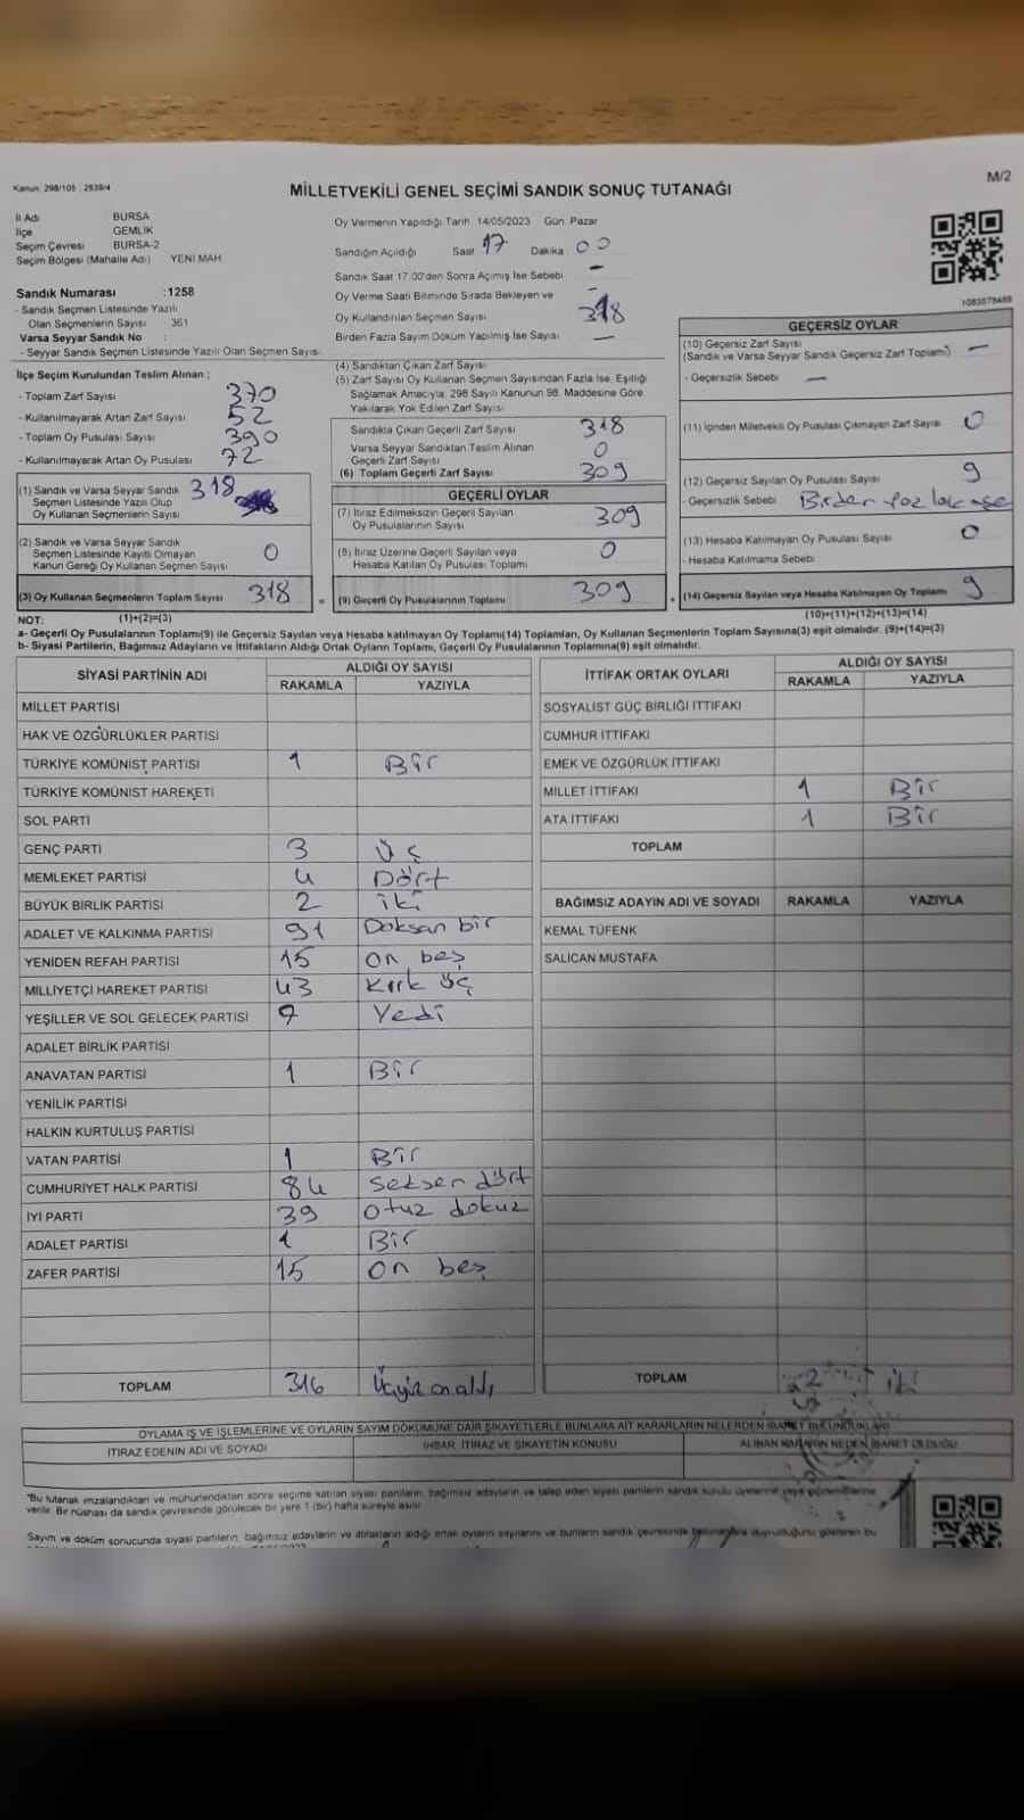 Kanun: 298/105 : 2839/4
MİLLETVEKİLİ GENEL SEÇİMİ SANDIK SONUÇ TUTANAĞI
M/2
İl Adı BURSA
İlçe GEMLİK
Seçim Çevresi BURSA-2
Seçim Bölgesi (Mahalle Adı) YENİ MAH
Sandık Numarası :1258
- Sandık Seçmen Listesinde Yazılı
Olan Seçmenlerin Sayısı 361
Varsa Seyyar Sandık No :
- Seyyar Sandık Seçmen Listesinde Yazılı Olan Seçmen Sayısı
İlçe Seçim Kurulundan Teslim Alınan ;
- Toplam Zarf Sayısı 370
- Kullanılmayarak Artan Zarf Sayısı 52
- Toplam Oy Pusulası Sayısı 390
- Kullanılmayarak Artan Oy Pusulası 72
(1) Sandık ve Varsa Seyyar Sandık 318
Seçmen Listesinde Yazılı Olup
Oy Kullanan Seçmenlerin Sayısı
(2) Sandık ve Varsa Seyyar Sandık
Seçmen Listesinde Kayıtlı Olmayan 0
Kanun Gereği Oy Kullanan Seçmen Sayısı
(3) Oy Kullanan Seçmenlerin Toplam Sayısı 318
Oy Vermenin Yapıldığı Tarih 14/05/2023 Gün: Pazar
Sandığın Açıldığı Saat 17 Dakika 00
Sandık Saat 17:00'den Sonra Açılmış İse Sebebi -
Oy Verme Saati Bitiminde Sırada Bekleyen ve -
Oy Kullandırılan Seçmen Sayısı 318
Birden Fazla Sayım Döküm Yapılmış İse Sayısı —
(4) Sandıktan Çıkan Zarf Sayısı
(5) Zarf Sayısı Oy Kullanan Seçmen Sayısından Fazla İse, Eşitliği
Sağlamak Amacıyla, 298 Sayılı Kanunun 98. Maddesine Göre
Yakılarak Yok Edilen Zarf Sayısı
Sandıkta Çıkan Geçerli Zarf Sayısı 318
Varsa Seyyar Sandıktan Teslim Alınan
Geçerli Zarf Sayısı 0
(6) Toplam Geçerli Zarf Sayısı 309
GEÇERLİ OYLAR
(7) İtiraz Edilmeksizin Geçerli Sayılan
Oy Pusulalarının Sayısı 309
(8) İtiraz Üzerine Geçerli Sayılan veya
Hesaba Katılan Oy Pusulası Toplamı 0
= (9) Geçerli Oy Pusulalarının Toplamı 309
1083578489
GEÇERSİZ OYLAR
(10) Geçersiz Zarf Sayısı
(Sandık ve Varsa Seyyar Sandık Geçersiz Zarf Toplamı) —
- Geçersizlik Sebebi —
(11) İçinden Milletvekili Oy Pusulası Çıkmayan Zarf Sayısı 0
(12) Geçersiz Sayılan Oy Pusulası Sayısı 9
- Geçersizlik Sebebi Birden
(13) Hesaba Katılmayan Oy Pusulası Sayısı 0
- Hesaba Katılmama Sebebi
+ (14) Geçersiz Sayılan veya Hesaba Katılmayan Oy Toplamı 9
NOT: (1)+(2)=(3) (10)+(11)+(12)+(13)=(14)
a- Geçerli Oy Pusulalarının Toplamı(9) ile Geçersiz Sayılan veya Hesaba katılmayan Oy Toplamı(14) Toplamları, Oy Kullanan Seçmenlerin Toplam Sayısına(3) eşit olmalıdır. (9)+(14)=(3)
b- Siyasi Partilerin, Bağımsız Adayların ve İttifakların Aldığı Ortak Oyların Toplamı, Geçerli Oy Pusulalarının Toplamına(9) eşit olmalıdır.
SİYASİ PARTİNİN ADI ALDIĞI OY SAYISI
RAKAMLA YAZIYLA
MİLLET PARTİSİ
HAK VE ÖZGÜRLÜKLER PARTİSİ
TÜRKİYE KOMÜNİST PARTİSİ 1 Bir
TÜRKİYE KOMÜNİST HAREKETİ
SOL PARTİ
GENÇ PARTİ 3 Üç
MEMLEKET PARTİSİ 4 Dört
BÜYÜK BİRLİK PARTİSİ 2 iki
ADALET VE KALKINMA PARTİSİ 91 Doksan bir
YENİDEN REFAH PARTİSİ 15 on beş
MİLLİYETÇİ HAREKET PARTİSİ 43 Kırk üç
YEŞİLLER VE SOL GELECEK PARTİSİ 7 Yedi
ADALET BİRLİK PARTİSİ
ANAVATAN PARTİSİ 1 Bir
YENİLİK PARTİSİ
HALKIN KURTULUŞ PARTİSİ
VATAN PARTİSİ 1 Bir
CUMHURİYET HALK PARTİSİ 84 Seksen dört
İYİ PARTİ 39 Otuz dokuz
ADALET PARTİSİ 1 Bir
ZAFER PARTİSİ 15 on beş
TOPLAM 316 Üçyüz onaltı
İTTİFAK ORTAK OYLARI ALDIĞI OY SAYISI
RAKAMLA YAZIYLA
SOSYALİST GÜÇ BİRLİĞİ İTTİFAKI
CUMHUR İTTİFAKI
EMEK VE ÖZGÜRLÜK İTTİFAKI
MİLLET İTTİFAKI 1 Bir
ATA İTTİFAKI 1 Bir
TOPLAM
BAĞIMSIZ ADAYIN ADI VE SOYADI RAKAMLA YAZIYLA
KEMAL TÜFENK
SALİCAN MUSTAFA
TOPLAM 2 iki
OYLAMA İŞ VE İŞLEMLERİNE VE OYLARIN SAYIM DÖKÜMÜNE DAİR ŞİKAYETLERLE BUNLARA AİT KARARLARIN NELERDEN İBARET BULUNDUKLARI
İTİRAZ EDENİN ADI VE SOYADI İHBAR, İTİRAZ VE ŞİKAYETİN KONUSU ALINAN KARARIN NEDEN İBARET OLDUĞU
"Bu tutanak imzalandıktan ve mühürlendikten sonra seçime katılan siyasi partilerin, bağımsız adayların ve talep eden siyasi partilerin sandık kurulu üyelerine veya
verilir. Bir nüshası da sandık çevresinde görülecek bir yere 1 (bir) hafta süreyle asılır.
Sayım ve döküm sonucunda siyasi partilerin, bağımsız adayların ve ittifakların aldığı ortak oyların sayılarını ve bunların sandık çevresinde